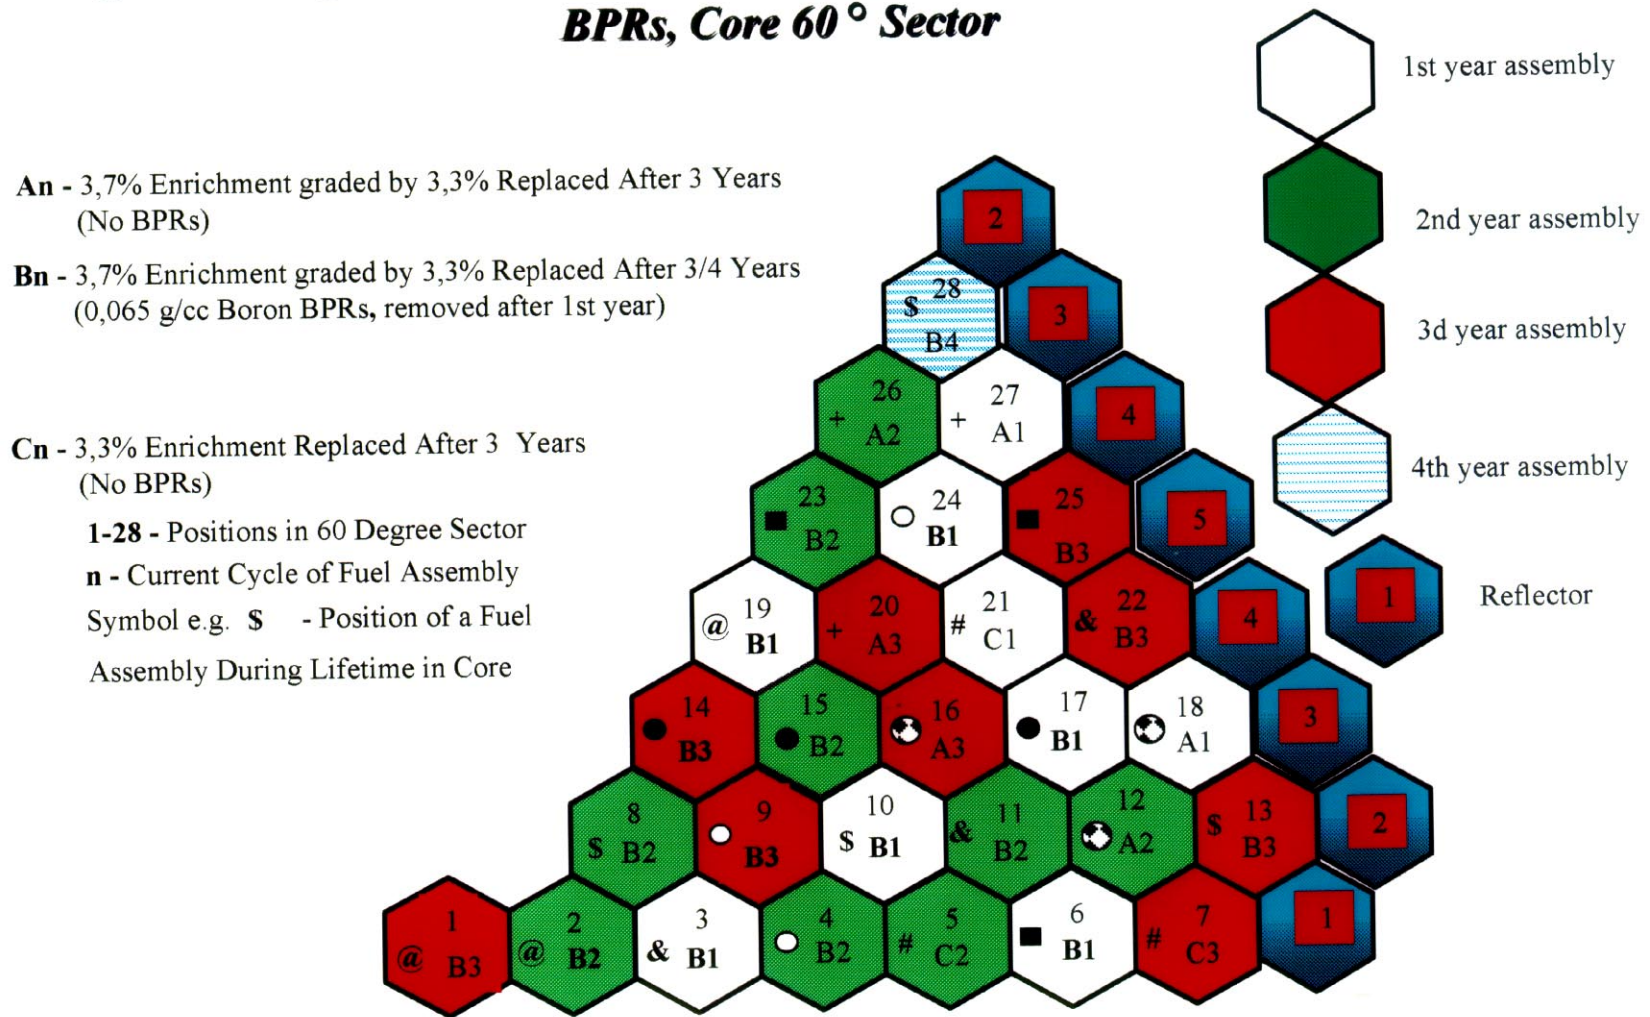 BPRs, Core 60° Sector
1st year assembly
2nd year assembly
3d year assembly
4th year assembly
1 Reflector
An - 3,7% Enrichment graded by 3,3% Replaced After 3 Years
(No BPRs)
Bn - 3,7% Enrichment graded by 3,3% Replaced After 3/4 Years
(0,065 g/cc Boron BPRs, removed after 1st year)
Cn - 3,3% Enrichment Replaced After 3 Years
(No BPRs)
1-28 - Positions in 60 Degree Sector
n - Current Cycle of Fuel Assembly
Symbol e.g. $ - Position of a Fuel
Assembly During Lifetime in Core
2
28
$
B4
3
26
+ A2
27
+ A1
4
23
■ B2
24
○ B1
25
■ B3
5
19
@ B1
20
+ A3
21
# C1
22
& B3
4
14
● B3
15
● B2
16
A3
17
● B1
18
A1
3
8
$ B2
9
○ B3
10
$ B1
11
& B2
12
A2
13
$ B3
2
1
@ B3
2
@ B2
3
& B1
4
○ B2
5
# C2
6
■ B1
7
# C3
1